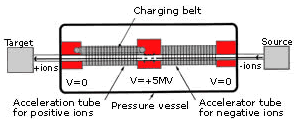 Charging belt
Target
Source
+ions
-ions
V=0
V=+5MV
V=0
Acceleration tube
for positive ions
Pressure vessel
Accelerator tube
for negative ions